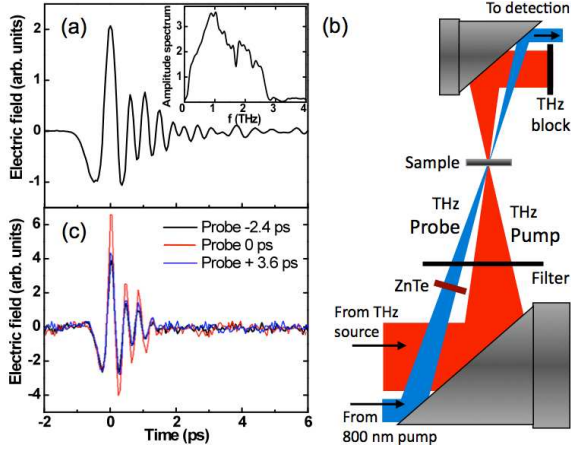 (a)
Electric field (arb. units)
2
1
0
-1
Amplitude spectrum
3
2
1
0
0 1 2 3 4
f (THz)
(c)
Electric field (arb. units)
6
4
2
0
-2
-4
Probe -2.4 ps
Probe 0 ps
Probe + 3.6 ps
-2 0 2 4 6
Time (ps)
(b)
To detection
THz
block
Sample
THz
Probe
THz
Pump
ZnTe
Filter
From THz
source
From
800 nm pump